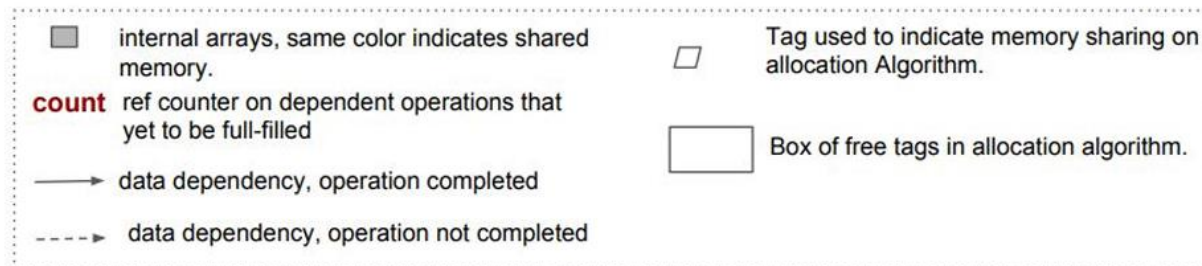 internal arrays, same color indicates shared
memory.
count ref counter on dependent operations that
yet to be full-filled
data dependency, operation completed
data dependency, operation not completed
Tag used to indicate memory sharing on
allocation Algorithm.
Box of free tags in allocation algorithm.